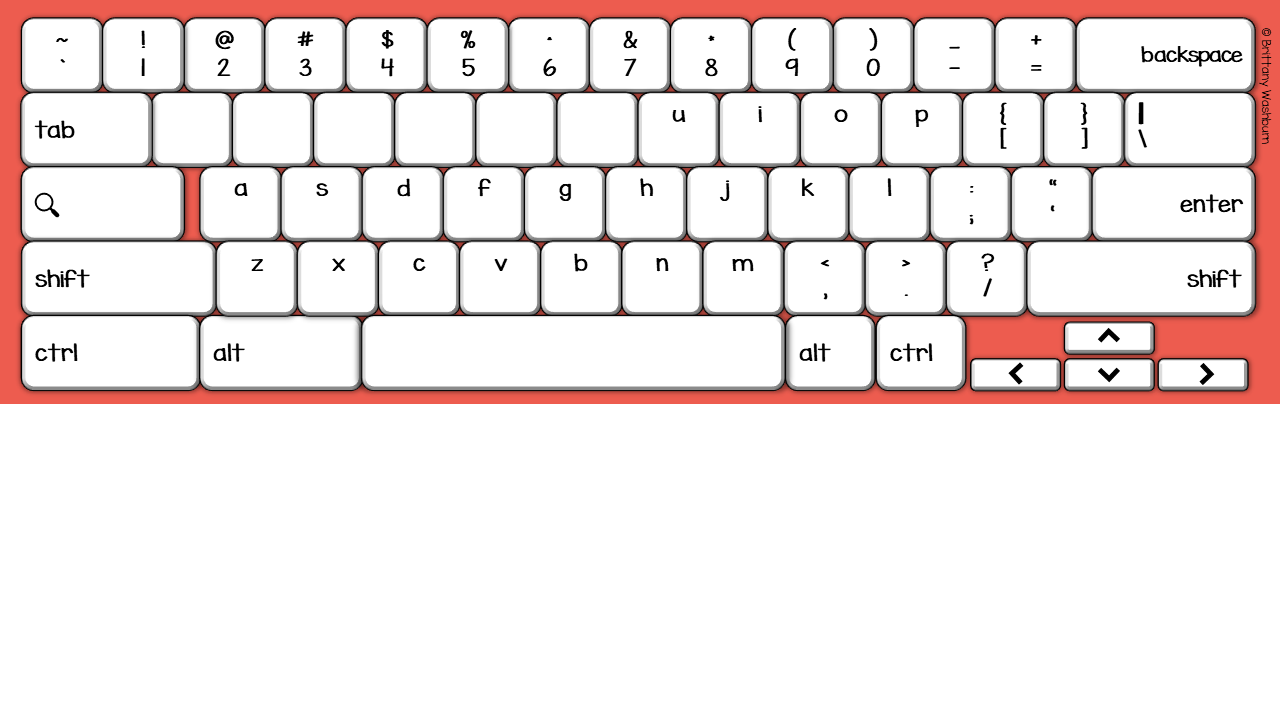 ~ ! @ # $ % ^ & * ( ) _ +
` 1 2 3 4 5 6 7 8 9 0 - = backspace
tab u i o p { } |
[ ] \
a s d f g h j k l : “ enter
; ‘
shift z x c v b n m < > ? shift
, . /
ctrl alt alt ctrl
© Brittany Washburn